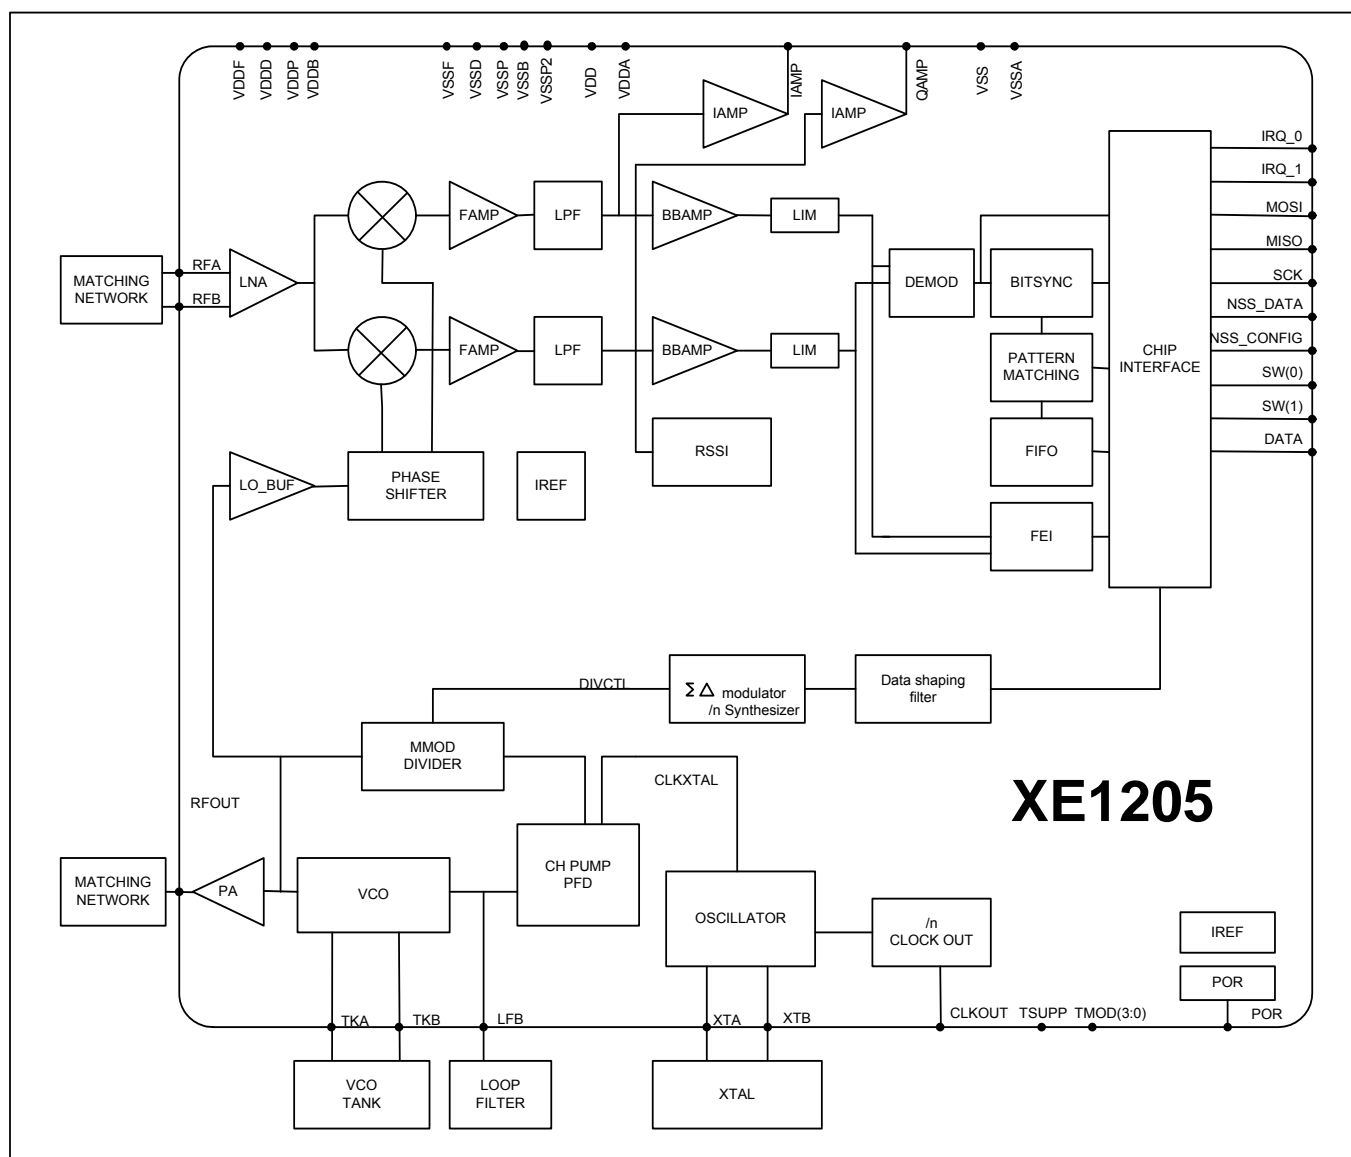 VDDF
VDDD
VDDP
VDDB
VSSF
VSSD
VSSP
VSSB
VSSP2
VDD
VDDA
IAMP
QAMP
VSS
VSSA
IAMP
IAMP
IRQ_0
IRQ_1
MOSI
MISO
SCK
NSS_DATA
NSS_CONFIG
SW(0)
SW(1)
DATA
MATCHING
NETWORK
RFA
RFB
LNA
FAMP
LPF
BBAMP
LIM
DEMOD
BITSYNC
CHIP
INTERFACE
FAMP
LPF
BBAMP
LIM
PATTERN
MATCHING
LO_BUF
PHASE
SHIFTER
IREF
RSSI
FIFO
FEI
DIVCTL
Σ Δ modulator
/n Synthesizer
Data shaping
filter
MMOD
DIVIDER
CLKXTAL
XE1205
RFOUT
MATCHING
NETWORK
PA
VCO
CH PUMP
PFD
OSCILLATOR
/n
CLOCK OUT
IREF
POR
TKA
TKB
LFB
XTA
XTB
CLKOUT
TSUPP
TMOD(3:0)
POR
VCO
TANK
LOOP
FILTER
XTAL